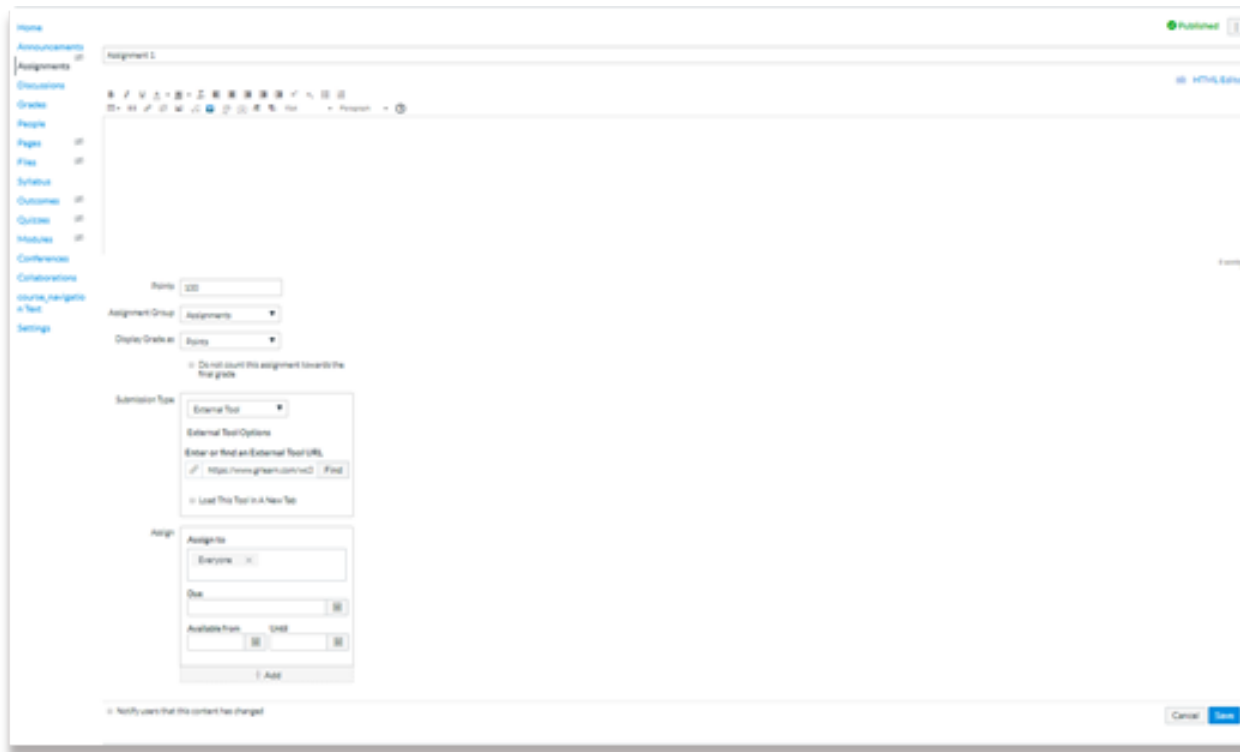 Home
Published
Announcements
Assignments
Assignment 1
Discussions
HTML Editor
Grades
Paragraph
People
Pages
Files
Syllabus
Outcomes
Quizzes
Modules
Conferences
Collaborations
course_navigatio
n Text
Settings
Points
100
Assignment Group
Assignments
Display Grade as
Points
Do not count this assignment towards the
final grade
Submission Type
External Tool
External Tool Options
Enter or find an External Tool URL
Find
Load This Tool In A New Tab
Assign
Assign to
Everyone
Due
Available from
Until
Add
Notify users that this content has changed
Cancel
Save